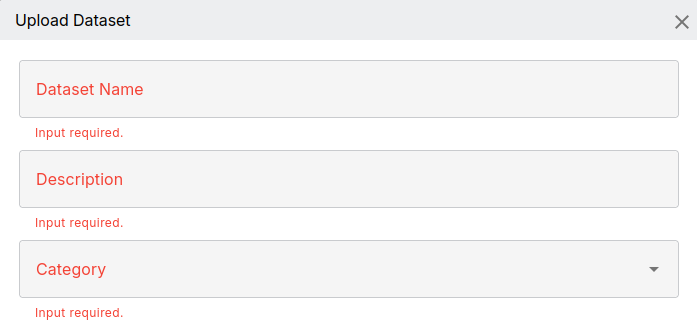 Upload Dataset
Dataset Name
Input required.
Description
Input required.
Category
Input required.